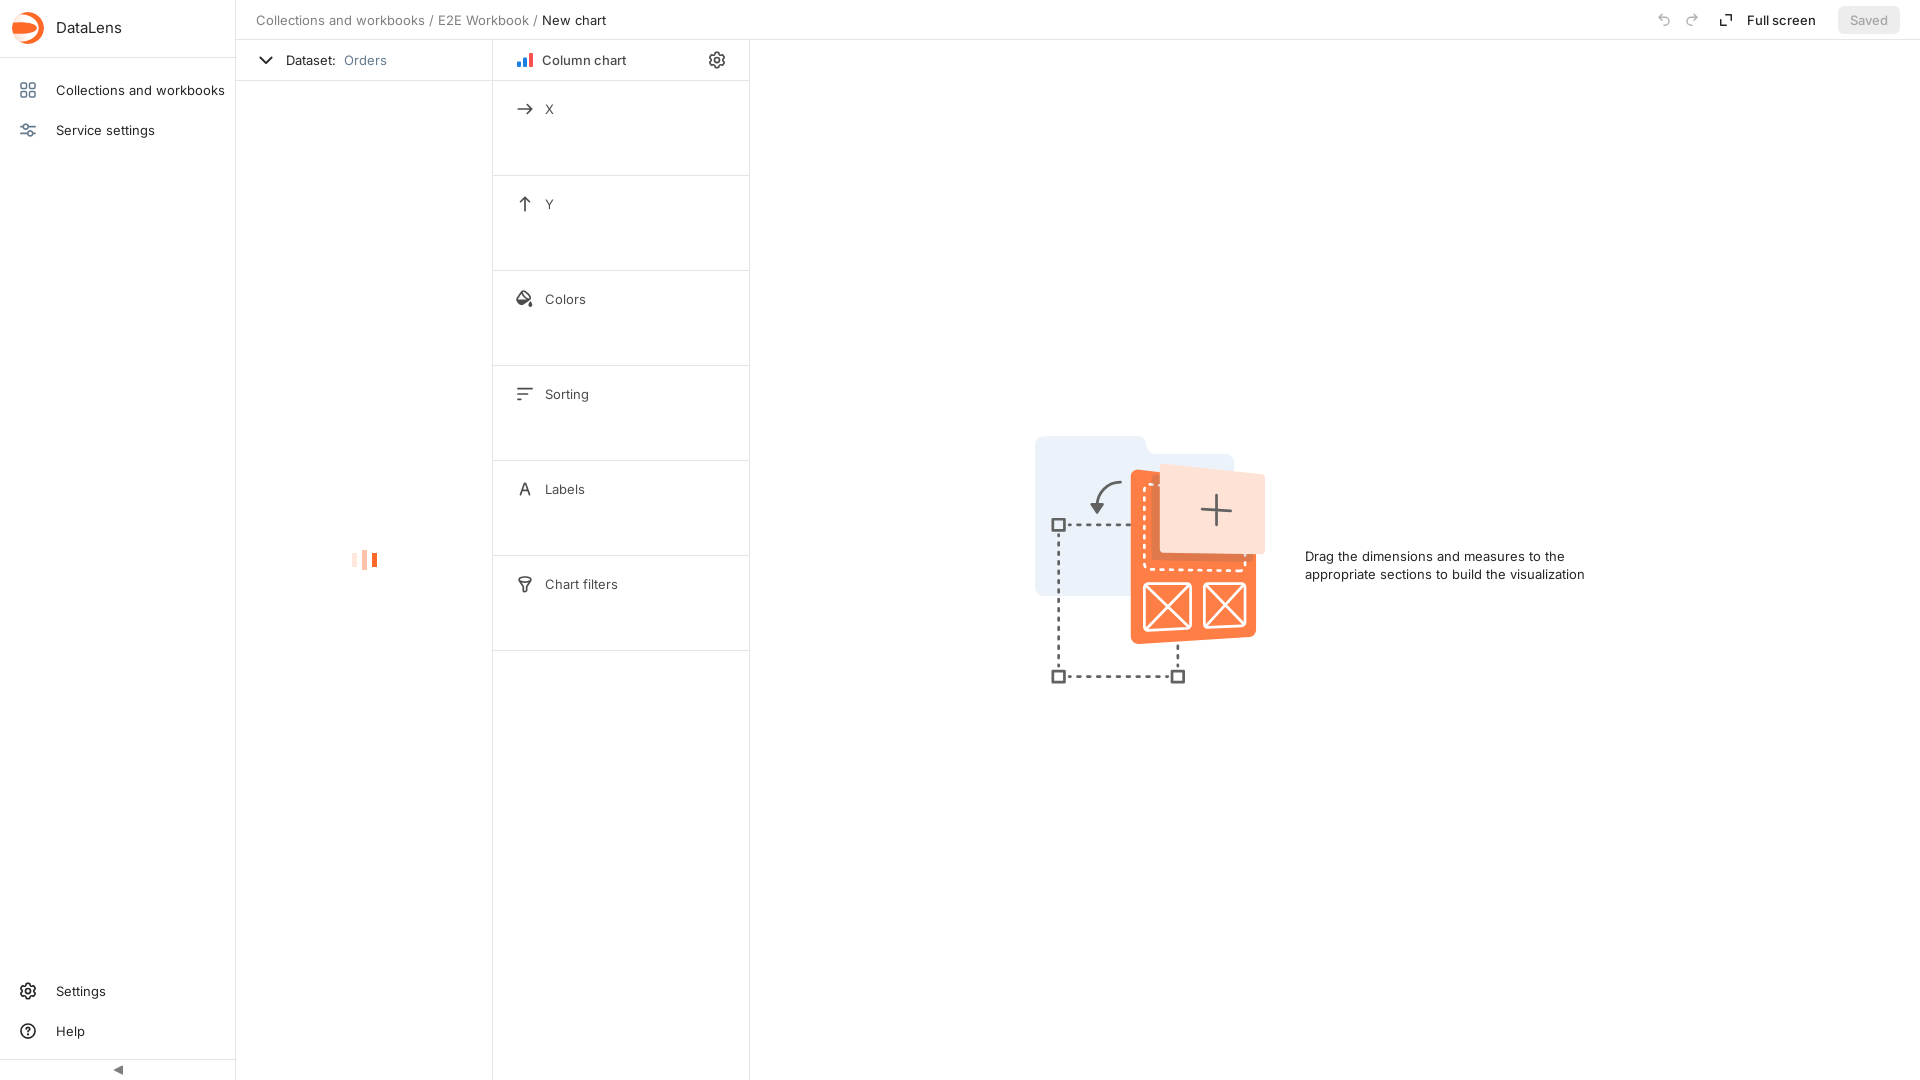 DataLens
Collections and workbooks
Service settings
Settings
Help
Collections and workbooks / E2E Workbook / New chart
Full screen
Saved
Dataset: Orders
Column chart
X
Y
Colors
Sorting
Labels
Chart filters
Drag the dimensions and measures to the
appropriate sections to build the visualization